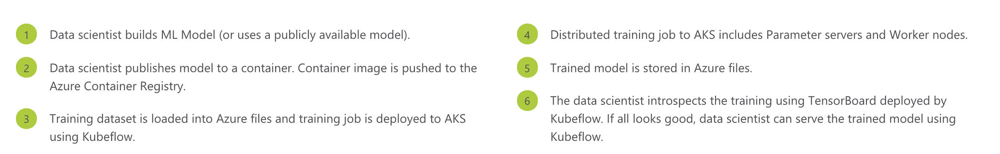 1 Data scientist builds ML Model (or uses a publicly available model).
2 Data scientist publishes model to a container. Container image is pushed to the
Azure Container Registry.
3 Training dataset is loaded into Azure files and training job is deployed to AKS
using Kubeflow.
4 Distributed training job to AKS includes Parameter servers and Worker nodes.
5 Trained model is stored in Azure files.
6 The data scientist introspects the training using TensorBoard deployed by
Kubeflow. If all looks good, data scientist can serve the trained model using
Kubeflow.